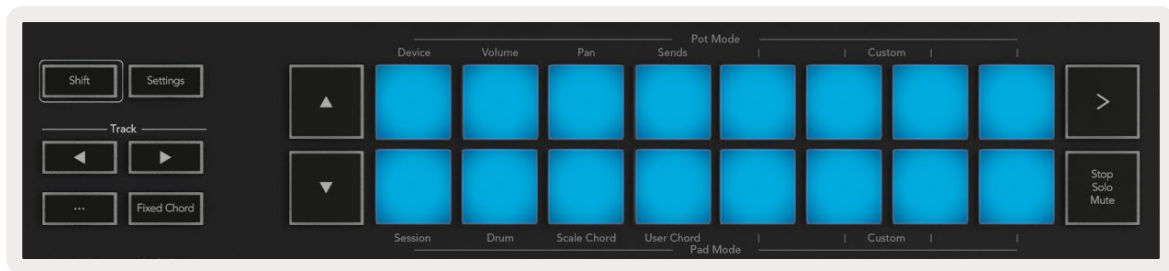 Pot Mode
Device Volume Pan Sends Custom
Shift Settings
Track
... Fixed Chord
Stop
Solo
Mute
Session Drum Scale Chord User Chord Custom
Pad Mode